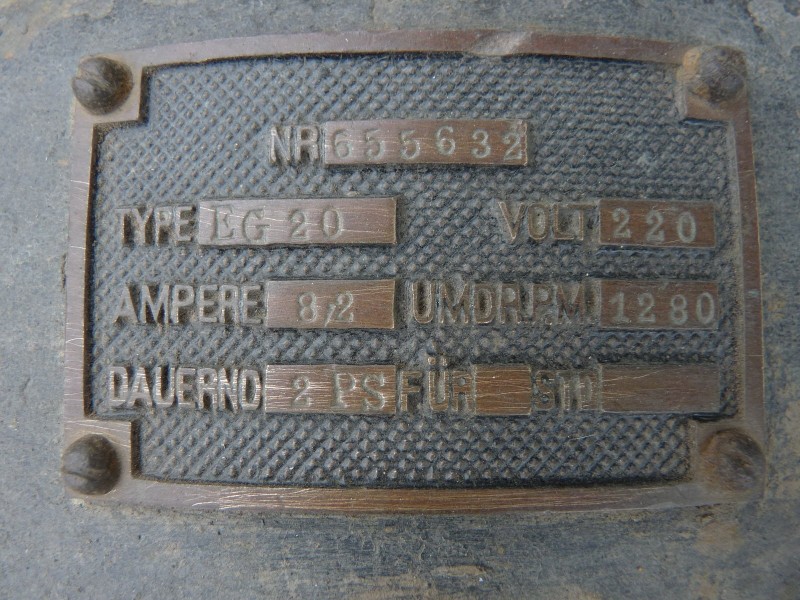 NR 655632
TYPE EG 20 VOLT 220
AMPERE 8,2 UMDR.P.M. 1280
DAUERND 2 PS FÜR STD